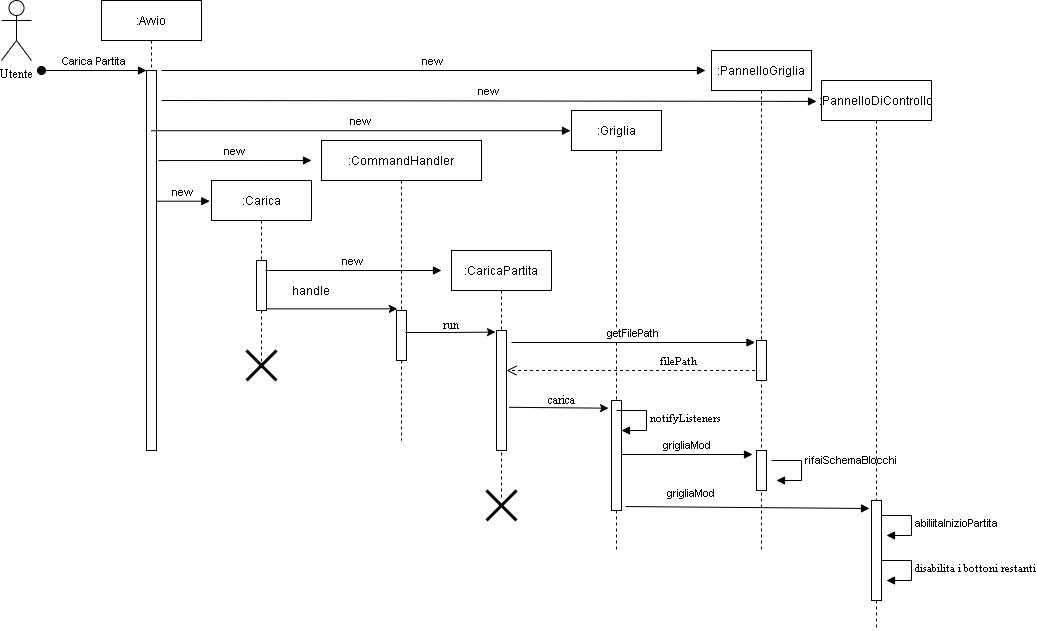 :Avvio
Utente
Carica Partita
new
:PannelloGriglia
new
:PannelloDiControllo
new
:Griglia
new
:CommandHandler
new
:Carica
new
:CaricaPartita
handle
run
getFilePath
filePath
carica
notifyListeners
grigliaMod
rifaiSchemaBlocchi
grigliaMod
abilitaInizioPartita
disabilita i bottoni restanti